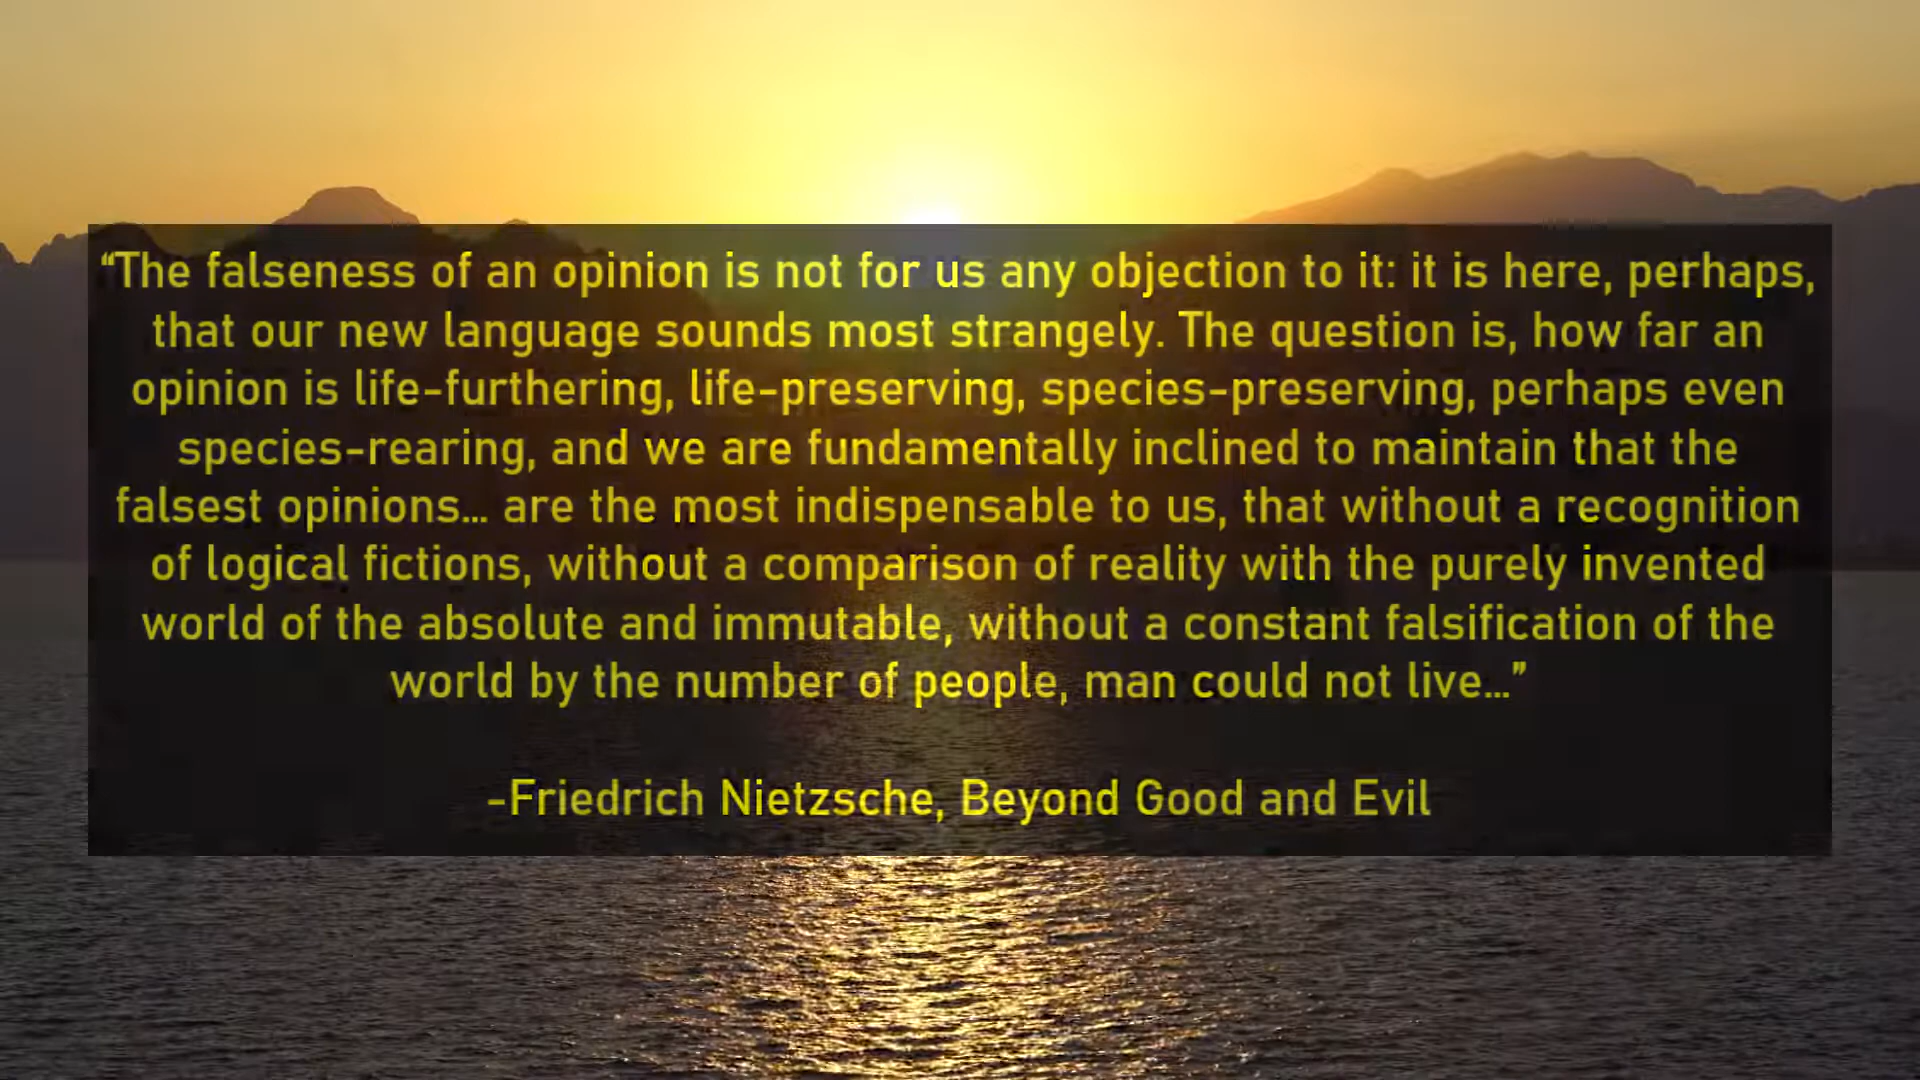 “The falseness of an opinion is not for us any objection to it: it is here, perhaps,
that our new language sounds most strangely. The question is, how far an
opinion is life-furthering, life-preserving, species-preserving, perhaps even
species-rearing, and we are fundamentally inclined to maintain that the
falsest opinions... are the most indispensable to us, that without a recognition
of logical fictions, without a comparison of reality with the purely invented
world of the absolute and immutable, without a constant falsification of the
world by the number of people, man could not live...”
-Friedrich Nietzsche, Beyond Good and Evil